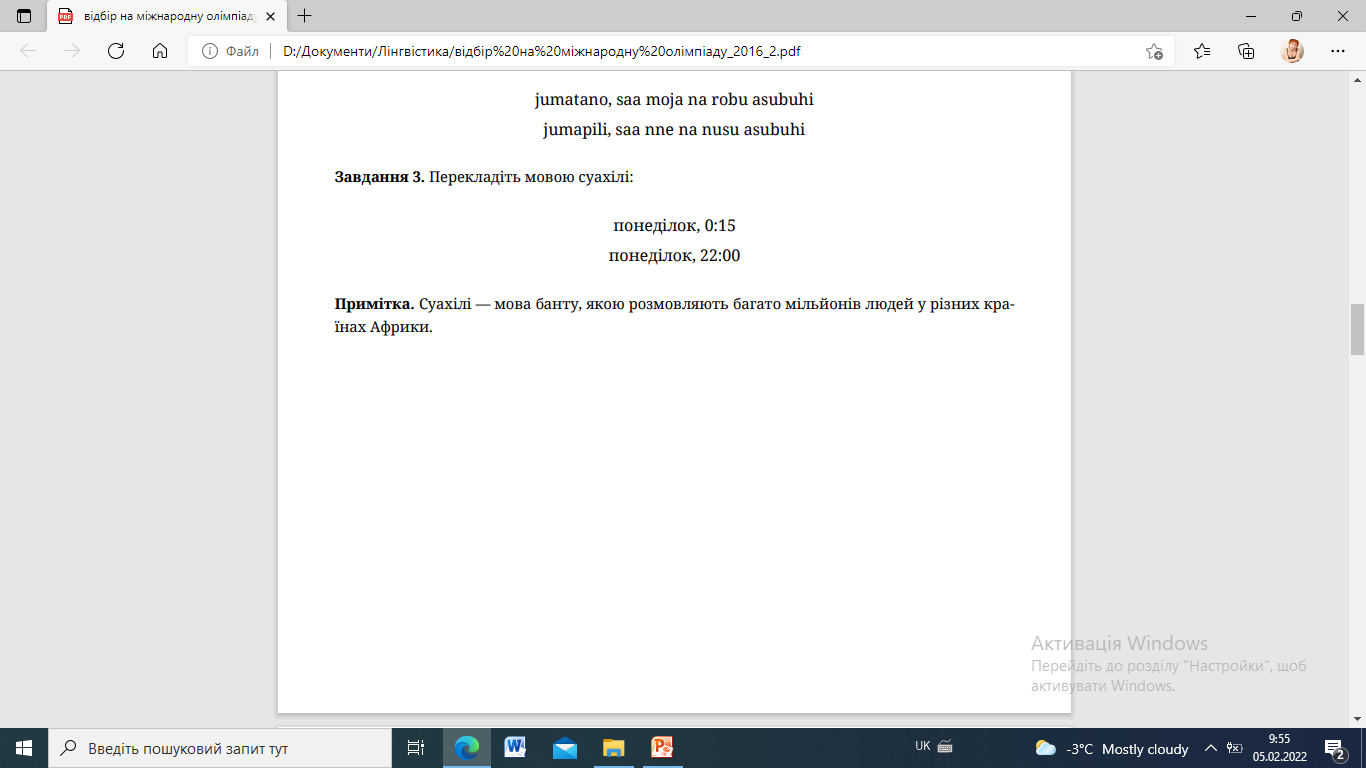 відбір на міжнародну олімпіаду
Файл
D:/Документи/Лінгвістика/відбір%20на%20міжнародну%20олімпіаду_2016_2.pdf
jumatano, saa moja na robu asubuhi
jumapili, saa nne na nusu asubuhi
Завдання 3. Перекладіть мовою суахілі:
понеділок, 0:15
понеділок, 22:00
Примітка. Суахілі — мова банту, якою розмовляють багато мільйонів людей у різних кра-
їнах Африки.
Активація Windows
Перейдіть до розділу "Настройки", щоб
активувати Windows.
Введіть пошуковий запит тут
UK
-3°C Mostly cloudy
9:55
05.02.2022
2